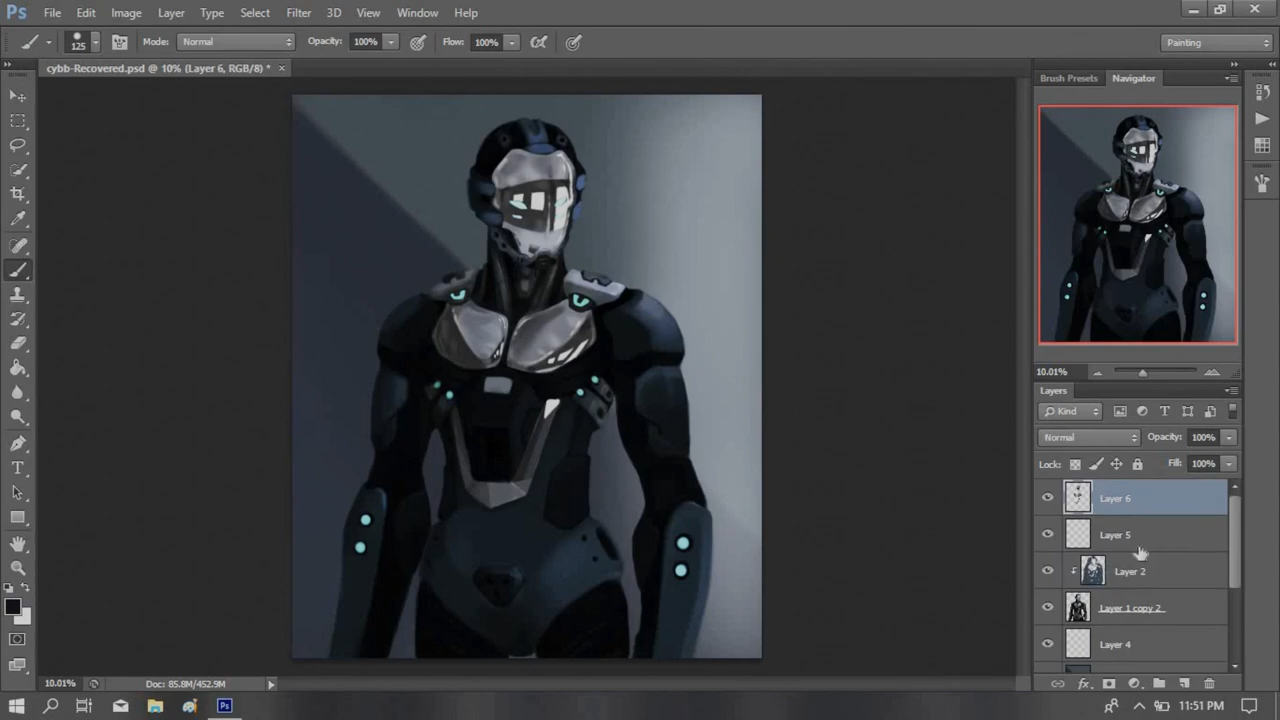 Ps File Edit Image Layer Type Select Filter 3D View Window Help
125 Mode: Normal Opacity: 100% Flow: 100% Painting
cybb-Recovered.psd @ 10% (Layer 6, RGB/8) *
Brush Presets Navigator
10.01%
Layers
Kind
Normal Opacity: 100%
Lock: Fill: 100%
Layer 6
Layer 5
Layer 2
Layer 1 copy 2
Layer 4
10.01% Doc: 85.8M/452.9M
Ps 11:51 PM